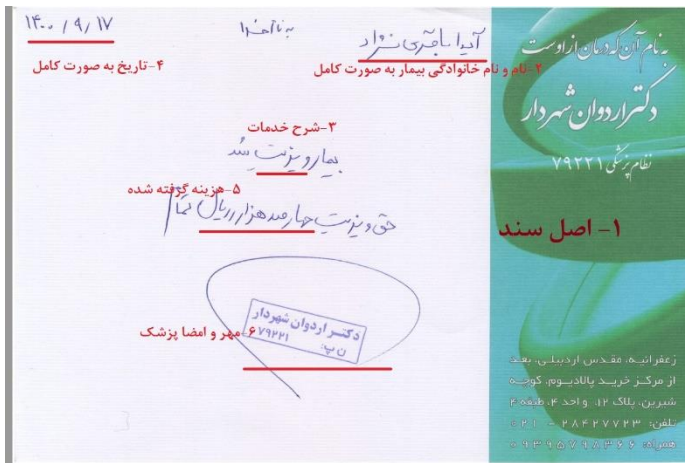 ۱۴۰۰ / ۹ / ۱۷
به نام خدا
آیدا باقری نژاد
۴-تاریخ به صورت کامل
۲-نام و نام خانوادگی بیمار به صورت کامل
۳-شرح خدمات
بیمار ویزیت شد
۵-هزینه گرفته شده
حق ویزیت چهارصد هزار ریال تمام
دکتر اردوان شهردار
۷۹۲۲۱
ن پ:
۶-مهر و امضا پزشک
به نام آن که درمان از اوست
دکتر اردوان شهردار
نظام پزشکی ۷۹۲۲۱
۱- اصل سند
زعفرانیه، مقدس اردبیلی، بعد
از مرکز خرید پالادیوم، کوچه
شیرین، پلاک ۱۲، واحد ۴، طبقه ۴
تلفن: ۲۸۴۲۷۷۲۳ - ۰۲۱
همراه: